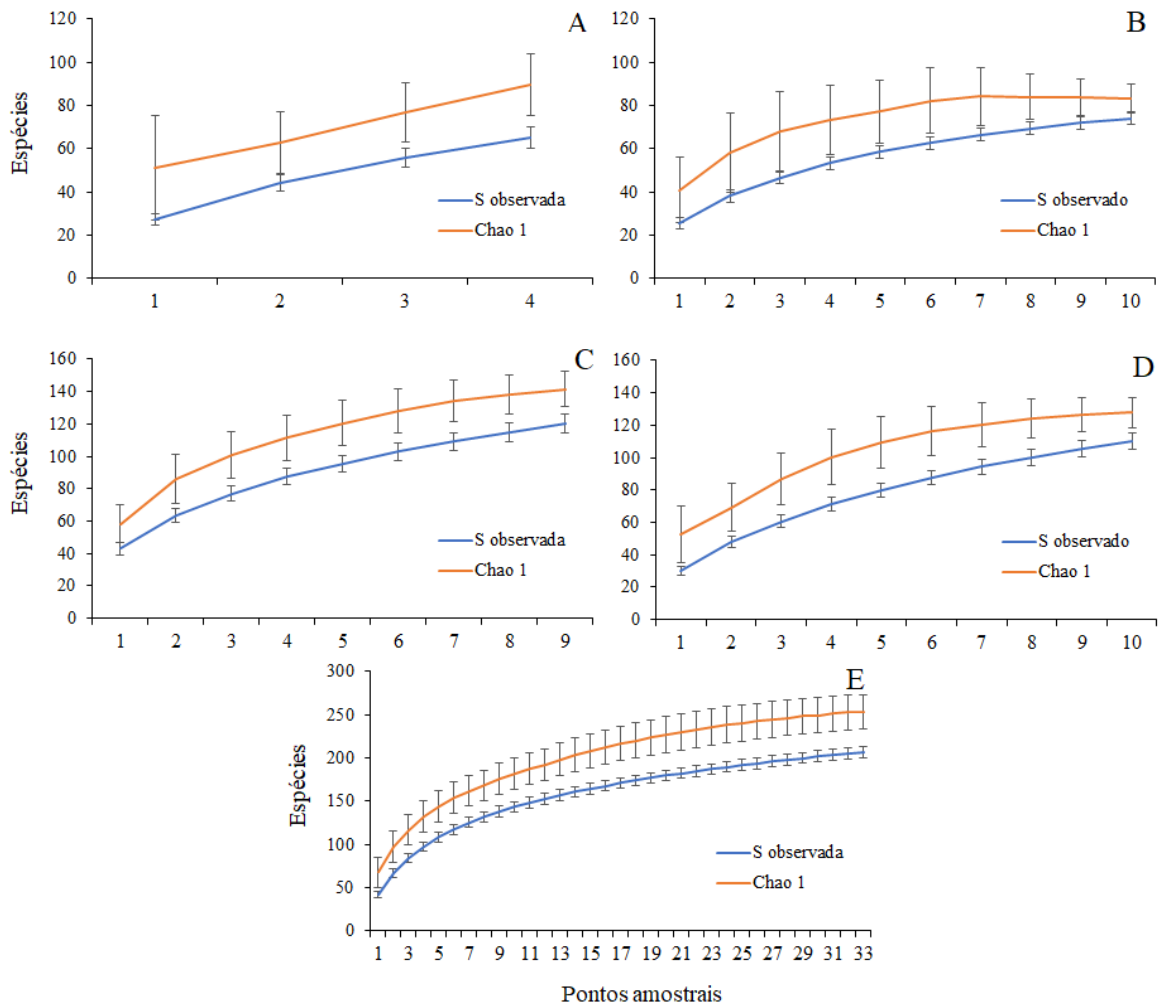 A
Espécies
120
100
80
60
40
20
0
S observada
Chao 1
1 2 3 4
B
120
100
80
60
40
20
0
S observado
Chao 1
1 2 3 4 5 6 7 8 9 10
C
Espécies
160
140
120
100
80
60
40
20
0
S observada
Chao 1
1 2 3 4 5 6 7 8 9
D
160
140
120
100
80
60
40
20
0
S observado
Chao 1
1 2 3 4 5 6 7 8 9 10
E
Espécies
300
250
200
150
100
50
0
S observada
Chao 1
1 3 5 7 9 11 13 15 17 19 21 23 25 27 29 31 33
Pontos amostrais